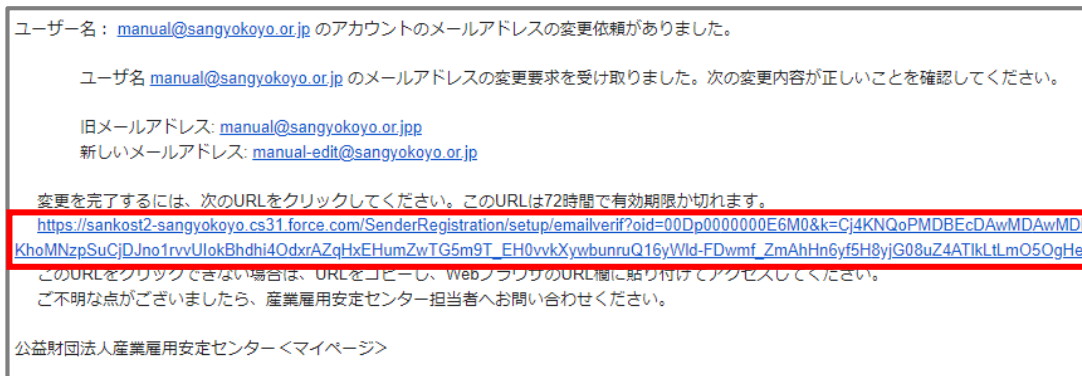 ユーザー名： manual@sangyokoyo.or.jp のアカウントのメールアドレスの変更依頼がありました。
ユーザ名 manual@sangyokoyo.or.jp のメールアドレスの変更要求を受け取りました。次の変更内容が正しいことを確認してください。
旧メールアドレス: manual@sangyokoyo.or.jpp
新しいメールアドレス: manual-edit@sangyokoyo.or.jp
変更を完了するには、次のURLをクリックしてください。このURLは72時間で有効期限が切れます。
https://sankost2-sangyokoyo.cs31.force.com/SenderRegistration/setup/emailverif?oid=00Dp0000000E6M0&k=Cj4KNQoPMDBEcDAwMDAwMD
KhoMNzpSuCjDJno1rvvUIokBhdhi4OdxrAZqHxEHumZwTG5m9T_EH0vvkXywbunruQ16yWld-FDwmf_ZmAhHn6yf5H8yjG08uZ4ATlkLtLmO5OgHe
このURLをクリックできない場合は、URLをコピーし、WebブラウザのURL欄に貼り付けてアクセスしてください。
ご不明な点がございましたら、産業雇用安定センター担当者へお問い合わせください。
公益財団法人産業雇用安定センター＜マイページ＞